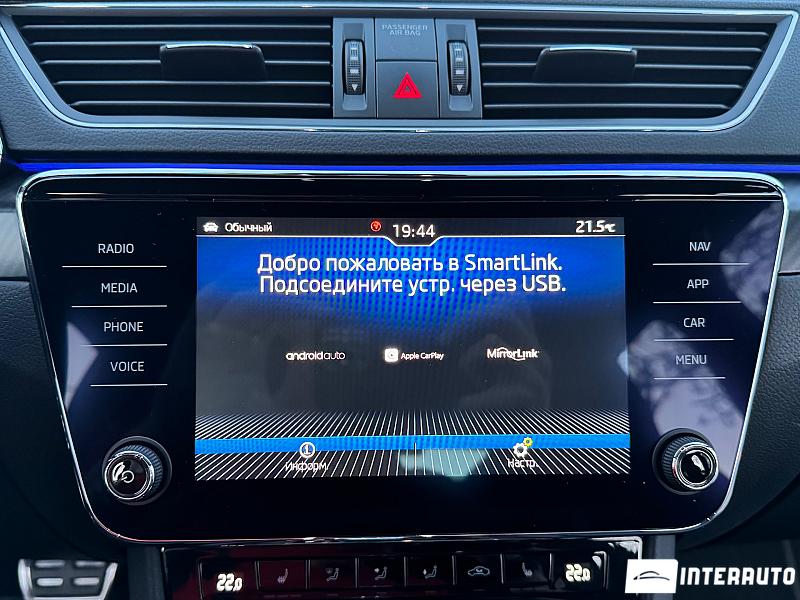 PASSENGER
AIR BAG
Обычный 19:44 21.5°C
RADIO
MEDIA
PHONE
VOICE
Добро пожаловать в SmartLink.
Подсоедините устр. через USB.
androidauto Apple CarPlay MirrorLink
Информ. Настр.
NAV
APP
CAR
MENU
22.0 22.0
INTERAUTO